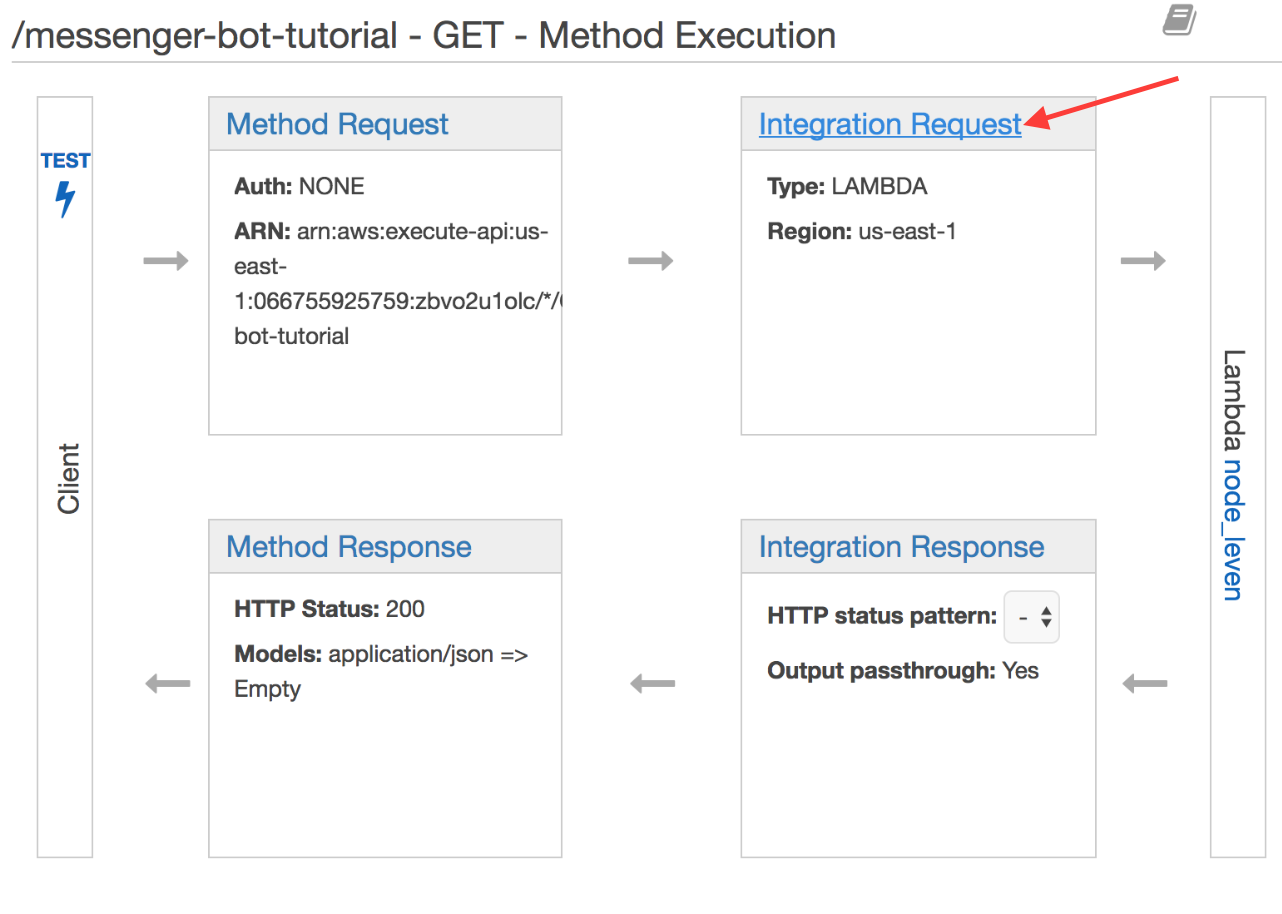 /messenger-bot-tutorial - GET - Method Execution
TEST
Client
Method Request
Auth: NONE
ARN: arn:aws:execute-api:us-
east-
1:066755925759:zbvo2u1olc/*/
bot-tutorial
Integration Request
Type: LAMBDA
Region: us-east-1
Lambda node_leven
Method Response
HTTP Status: 200
Models: application/json =>
Empty
Integration Response
HTTP status pattern: -
Output passthrough: Yes